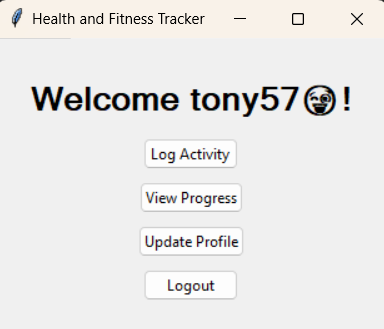 Health and Fitness Tracker
Welcome tony57😉!
Log Activity
View Progress
Update Profile
Logout